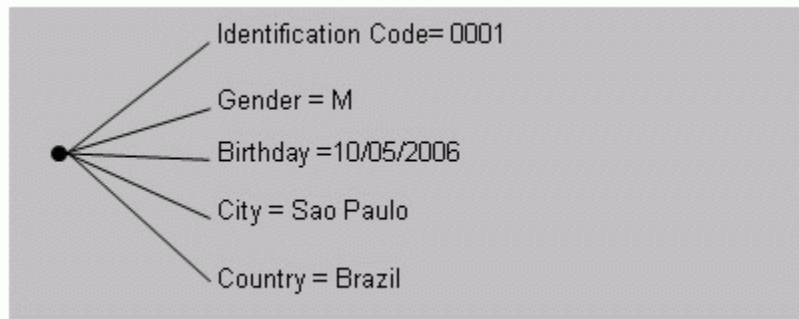 Identification Code= 0001
Gender = M
Birthday =10/05/2006
City = Sao Paulo
Country = Brazil